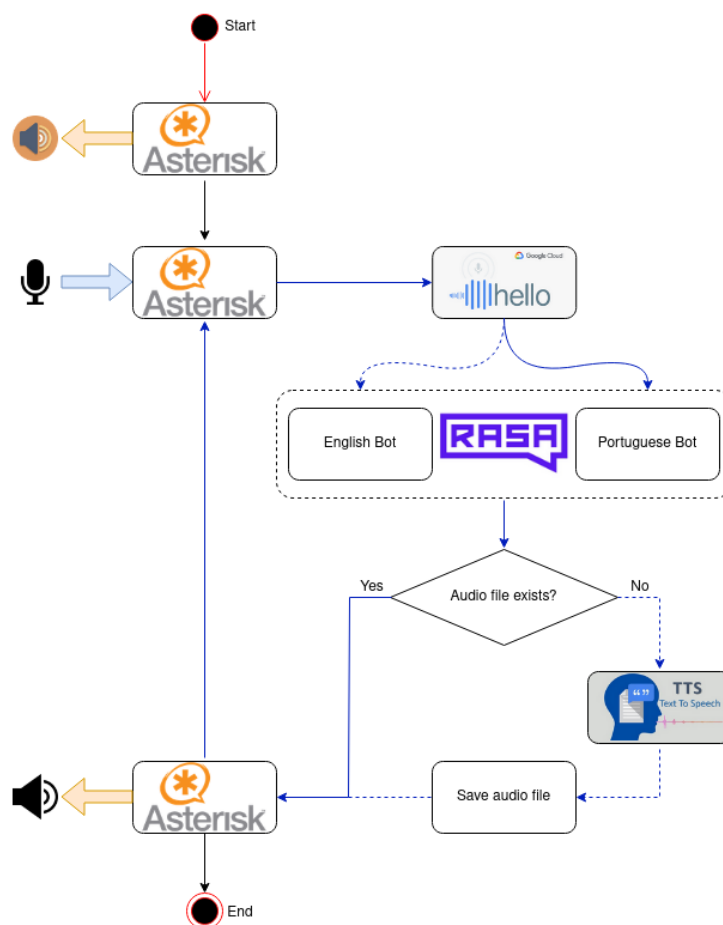 Start
Asterisk
Asterisk
Google Cloud
hello
English Bot
RASA
Portuguese Bot
Audio file exists?
Yes
No
“ ”
TTS
Text To Speech
Asterisk
Save audio file
End